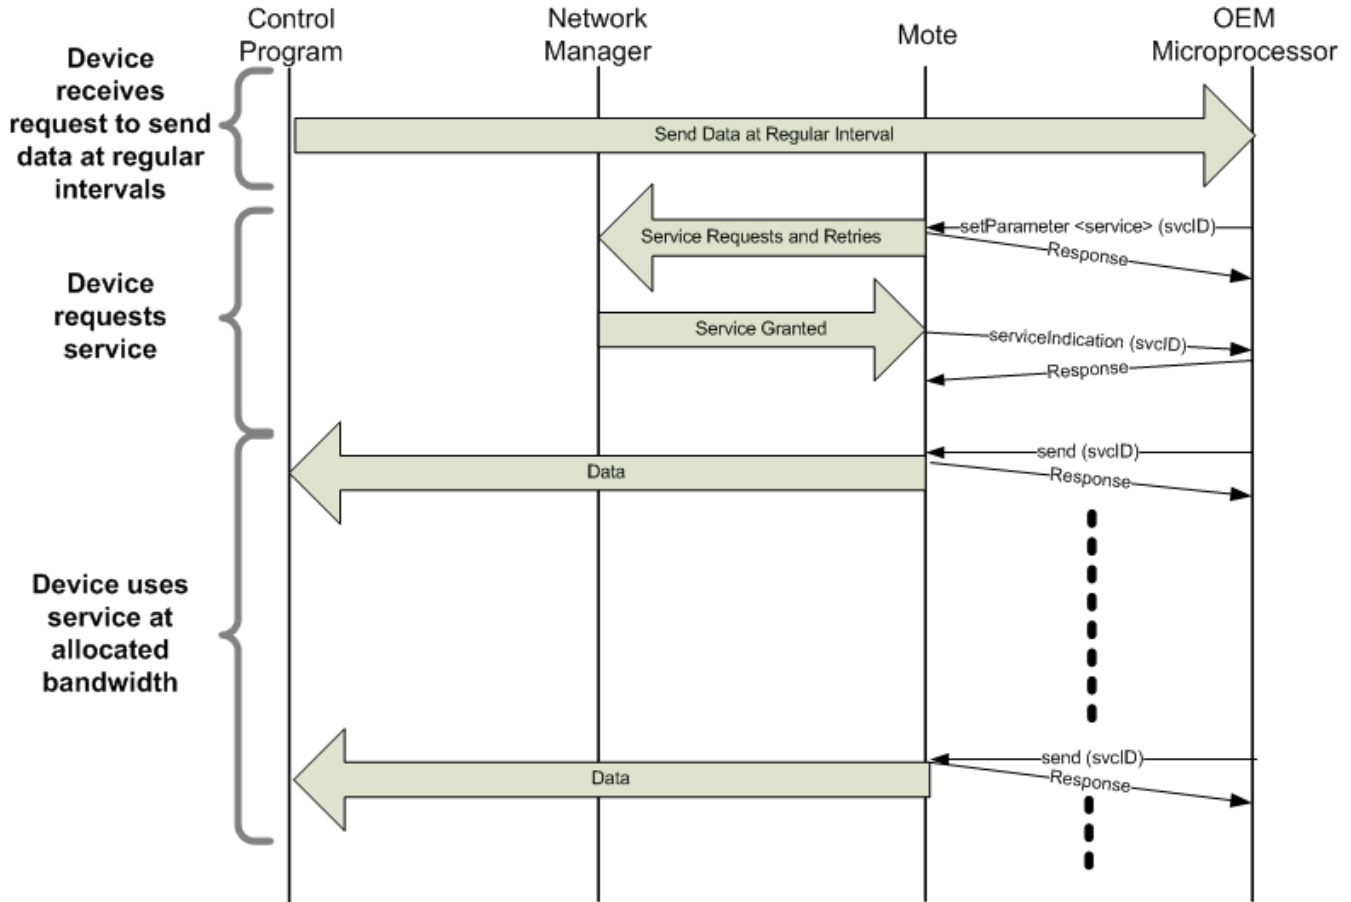 Control
Program
Network
Manager
Mote
OEM
Microprocessor
Device
receives
request to send
data at regular
intervals
Send Data at Regular Interval
Device
requests
service
Service Requests and Retries
setParameter <service> (svcID)
Response
Service Granted
serviceIndication (svcID)
Response
Device uses
service at
allocated
bandwidth
Data
send (svcID)
Response
Data
send (svcID)
Response